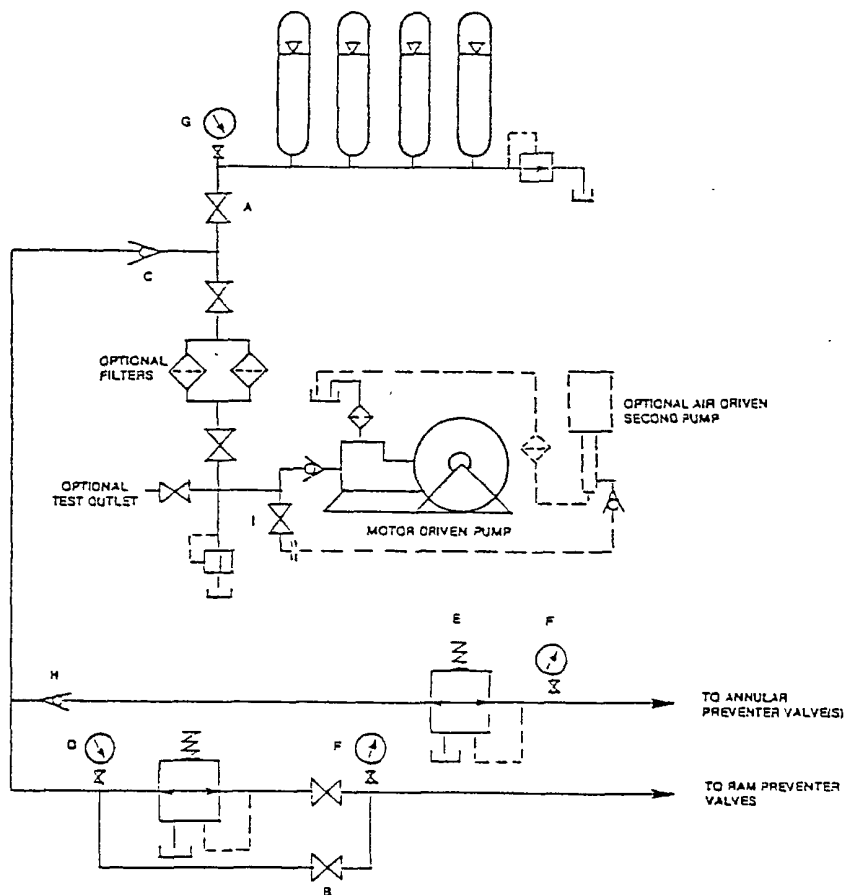 G
A
C
OPTIONAL
FILTERS
OPTIONAL AIR DRIVEN
SECOND PUMP
OPTIONAL
TEST OUTLET
I
MOTOR DRIVEN PUMP
E
F
H
TO ANNULAR
PREVENTER VALVE(S)
D
F
TO RAM PREVENTER
VALVES
B